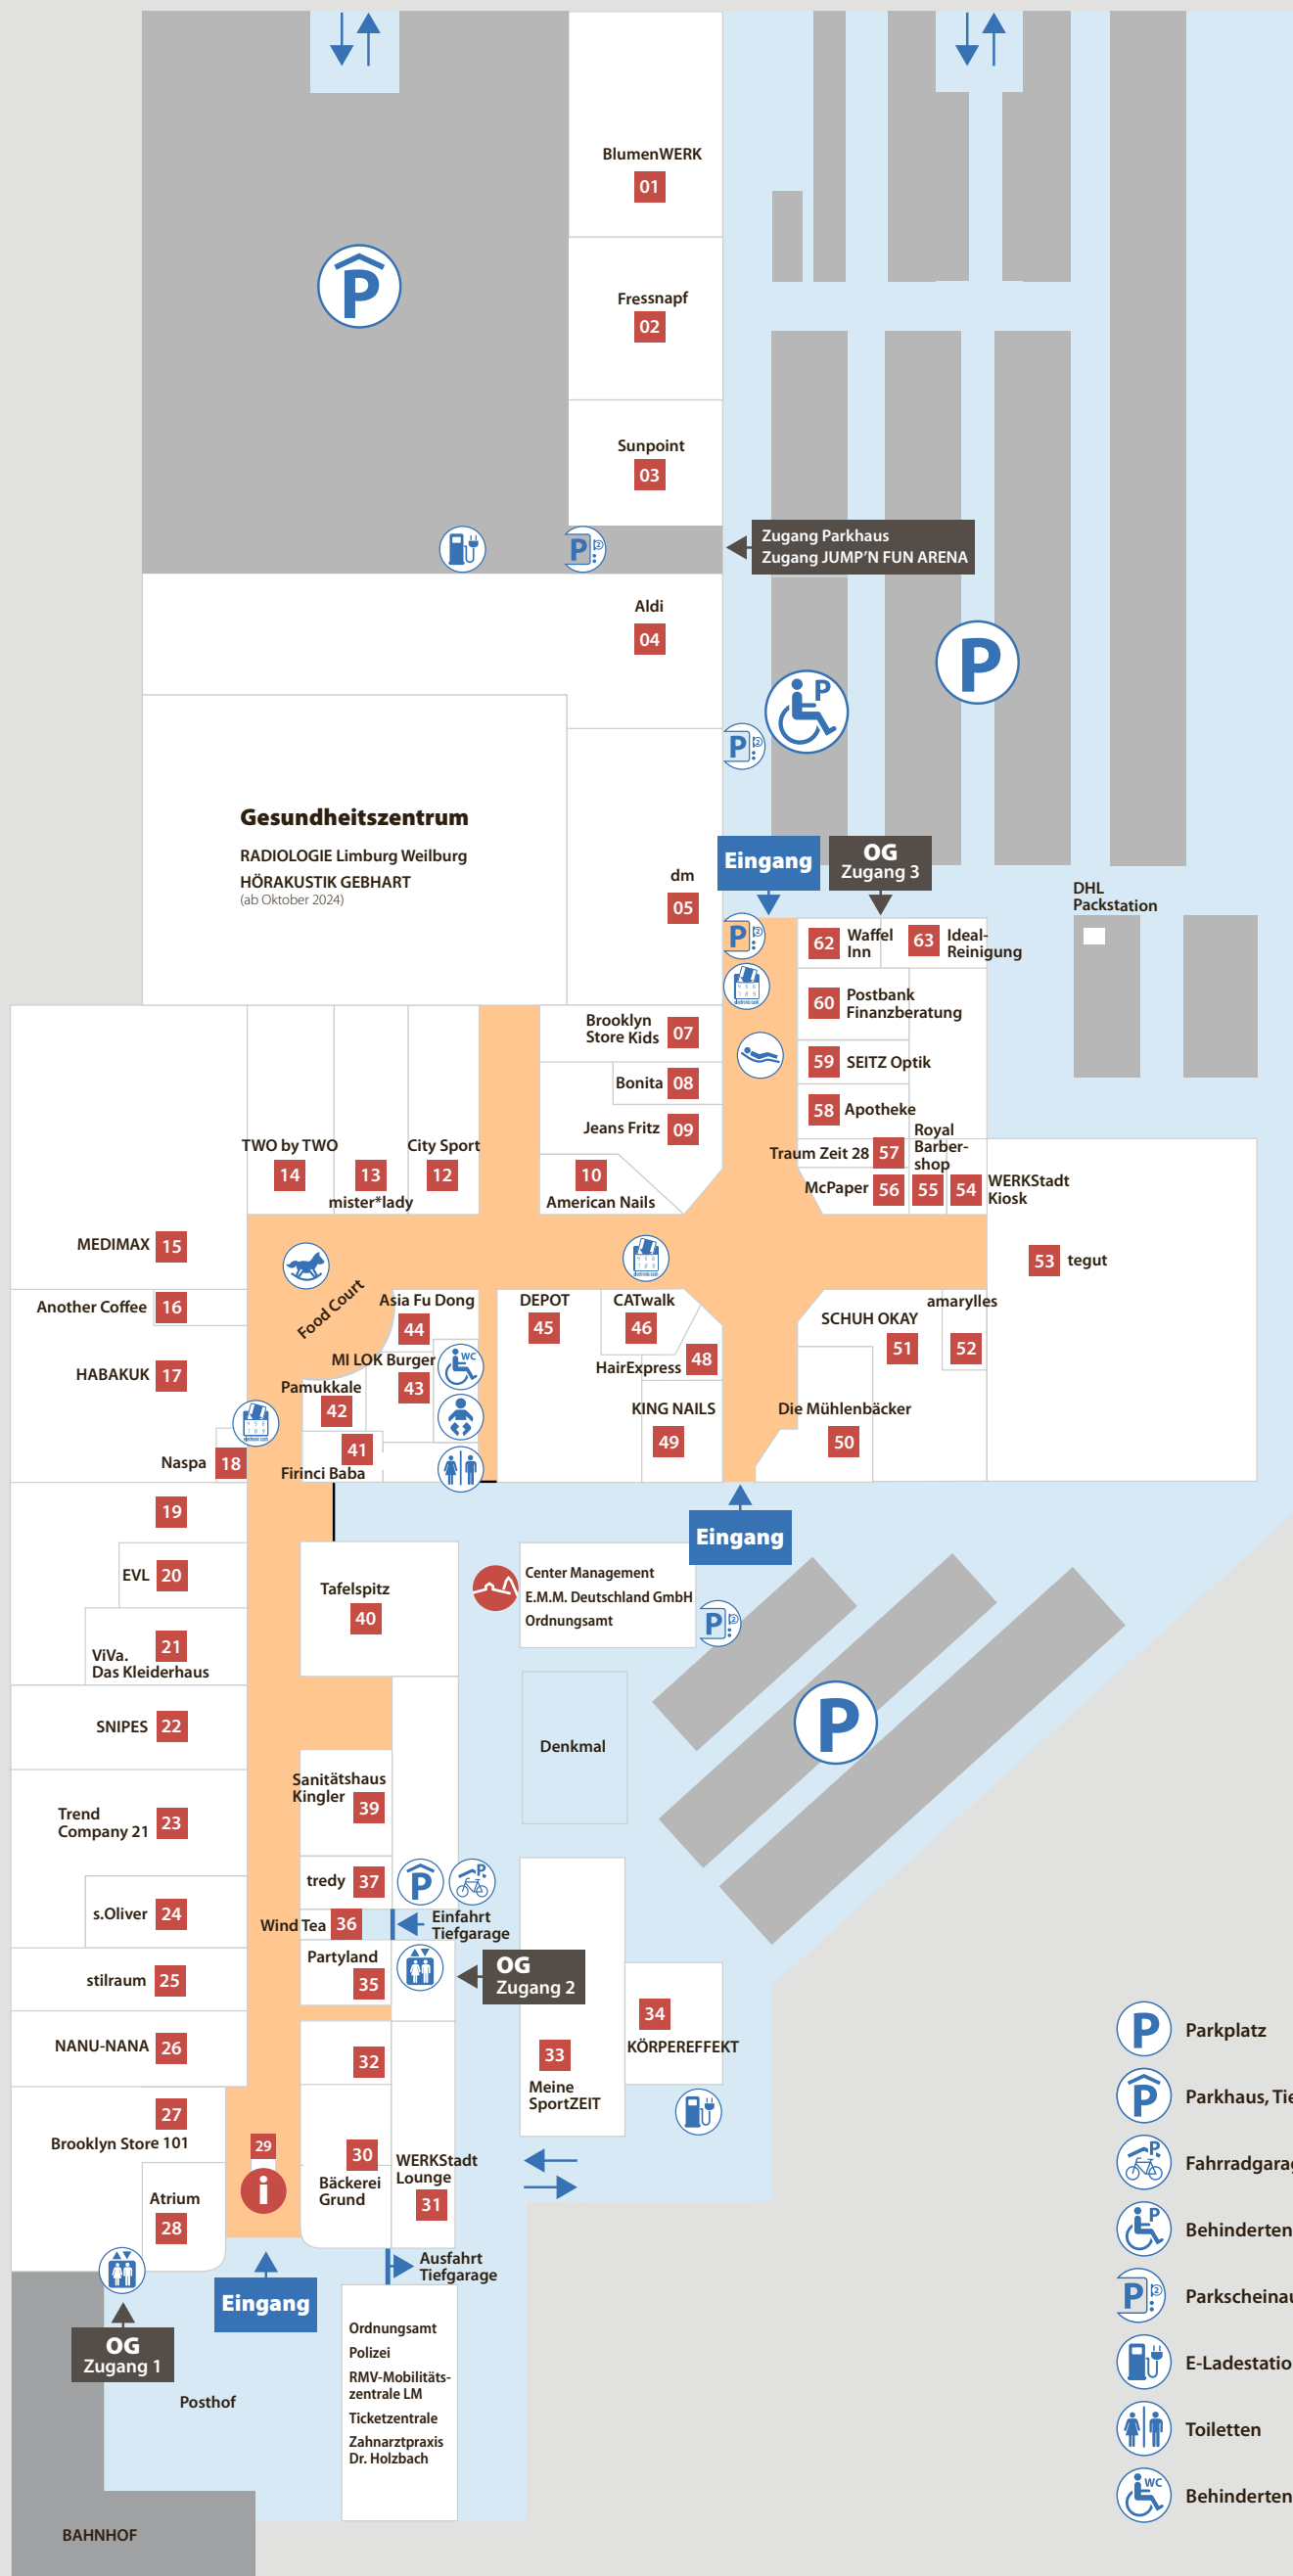 BlumenWERK
01
Fressnapf
02
Sunpoint
03
Zugang Parkhaus
Zugang JUMP'N FUN ARENA
Aldi
04
Gesundheitszentrum
RADIOLOGIE Limburg Weilburg
HÖRAKUSTIK GEBHART
(ab Oktober 2024)
dm
05
Eingang
OG
Zugang 3
DHL
Packstation
62 Waffel
Inn
63 Ideal-
Reinigung
60 Postbank
Finanzberatung
59 SEITZ Optik
58 Apotheke
Traum Zeit 28 57
McPaper 56
Royal
Barber-
shop
55
54 WERKStadt
Kiosk
Brooklyn
Store Kids 07
Bonita 08
Jeans Fritz 09
10
American Nails
TWO by TWO
14
13
mister*lady
City Sport
12
MEDIMAX 15
Another Coffee 16
HABAKUK 17
Naspa 18
Food Court
Asia Fu Dong
44
MI LOK Burger
43
Pamukkale
42
41
Firinci Baba
WC
DEPOT
45
CATwalk
46
HairExpress 48
KING NAILS
49
SCHUH OKAY
51
amarylles
52
Die Mühlenbäcker
50
53 tegut
Eingang
19
EVL 20
21
ViVa.
Das Kleiderhaus
SNIPES 22
Trend
Company 21 23
s.Oliver 24
stilraum 25
NANU-NANA 26
27
Brooklyn Store 101
Atrium
28
29
i
Tafelspitz
40
Center Management
E.M.M. Deutschland GmbH
Ordnungsamt
Denkmal
Sanitätshaus
Kingler 39
tredy 37
Wind Tea 36
Einfahrt
Tiefgarage
Partyland
35
OG
Zugang 2
32
30
Bäckerei
Grund
WERKStadt
Lounge
31
33
Meine
SportZEIT
34
KÖRPEREFFEKT
Ausfahrt
Tiefgarage
Eingang
OG
Zugang 1
Posthof
Ordnungsamt
Polizei
RMV-Mobilitäts-
zentrale LM
Ticketzentrale
Zahnarztpraxis
Dr. Holzbach
BAHNHOF
P Parkplatz
P Parkhaus, Tie
P Fahrradgarag
P Behinderten
P Parkscheinau
E-Ladestatio
Toiletten
WC Behinderten